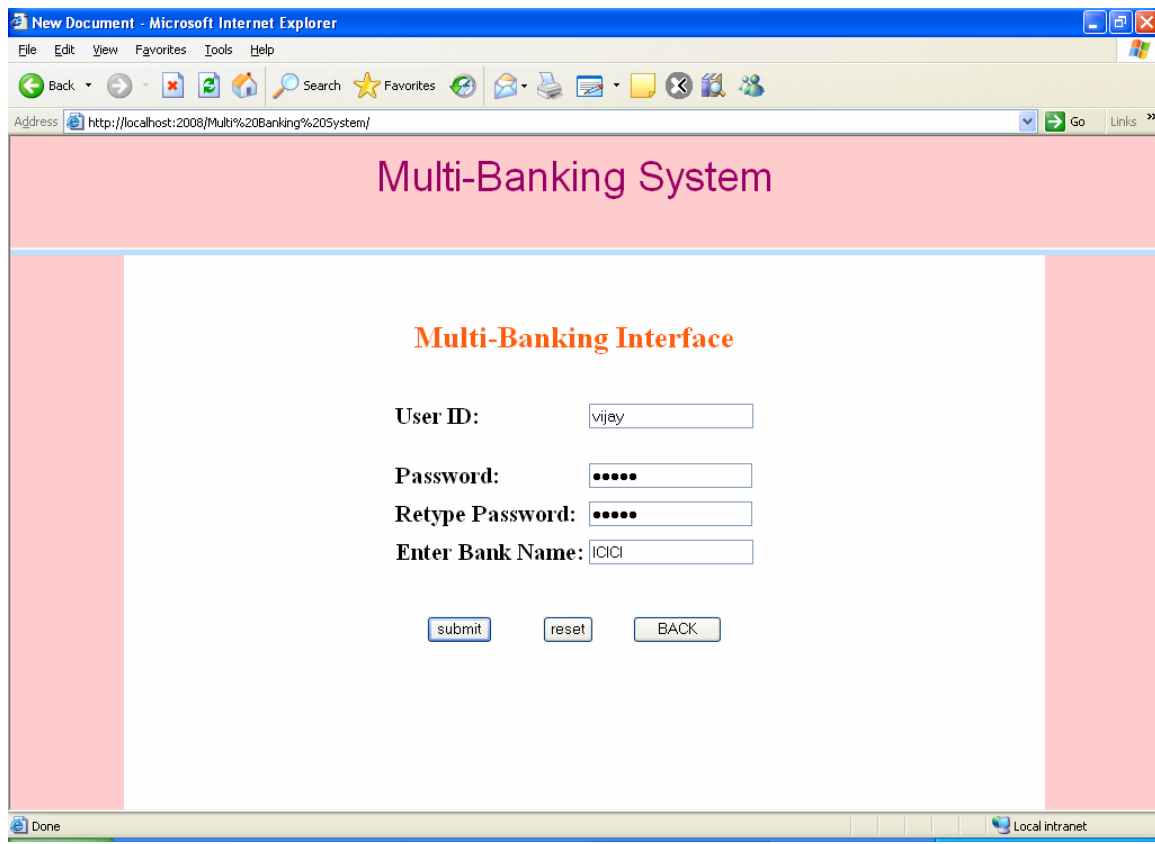 New Document - Microsoft Internet Explorer
File Edit View Favorites Tools Help
Back Search Favorites
Address http://localhost:2008/Multi%20Banking%20System/ Go Links »
Multi-Banking System
Multi-Banking Interface
User ID: vijay
Password: •••••
Retype Password: •••••
Enter Bank Name: ICICI
submit reset BACK
Done Local intranet